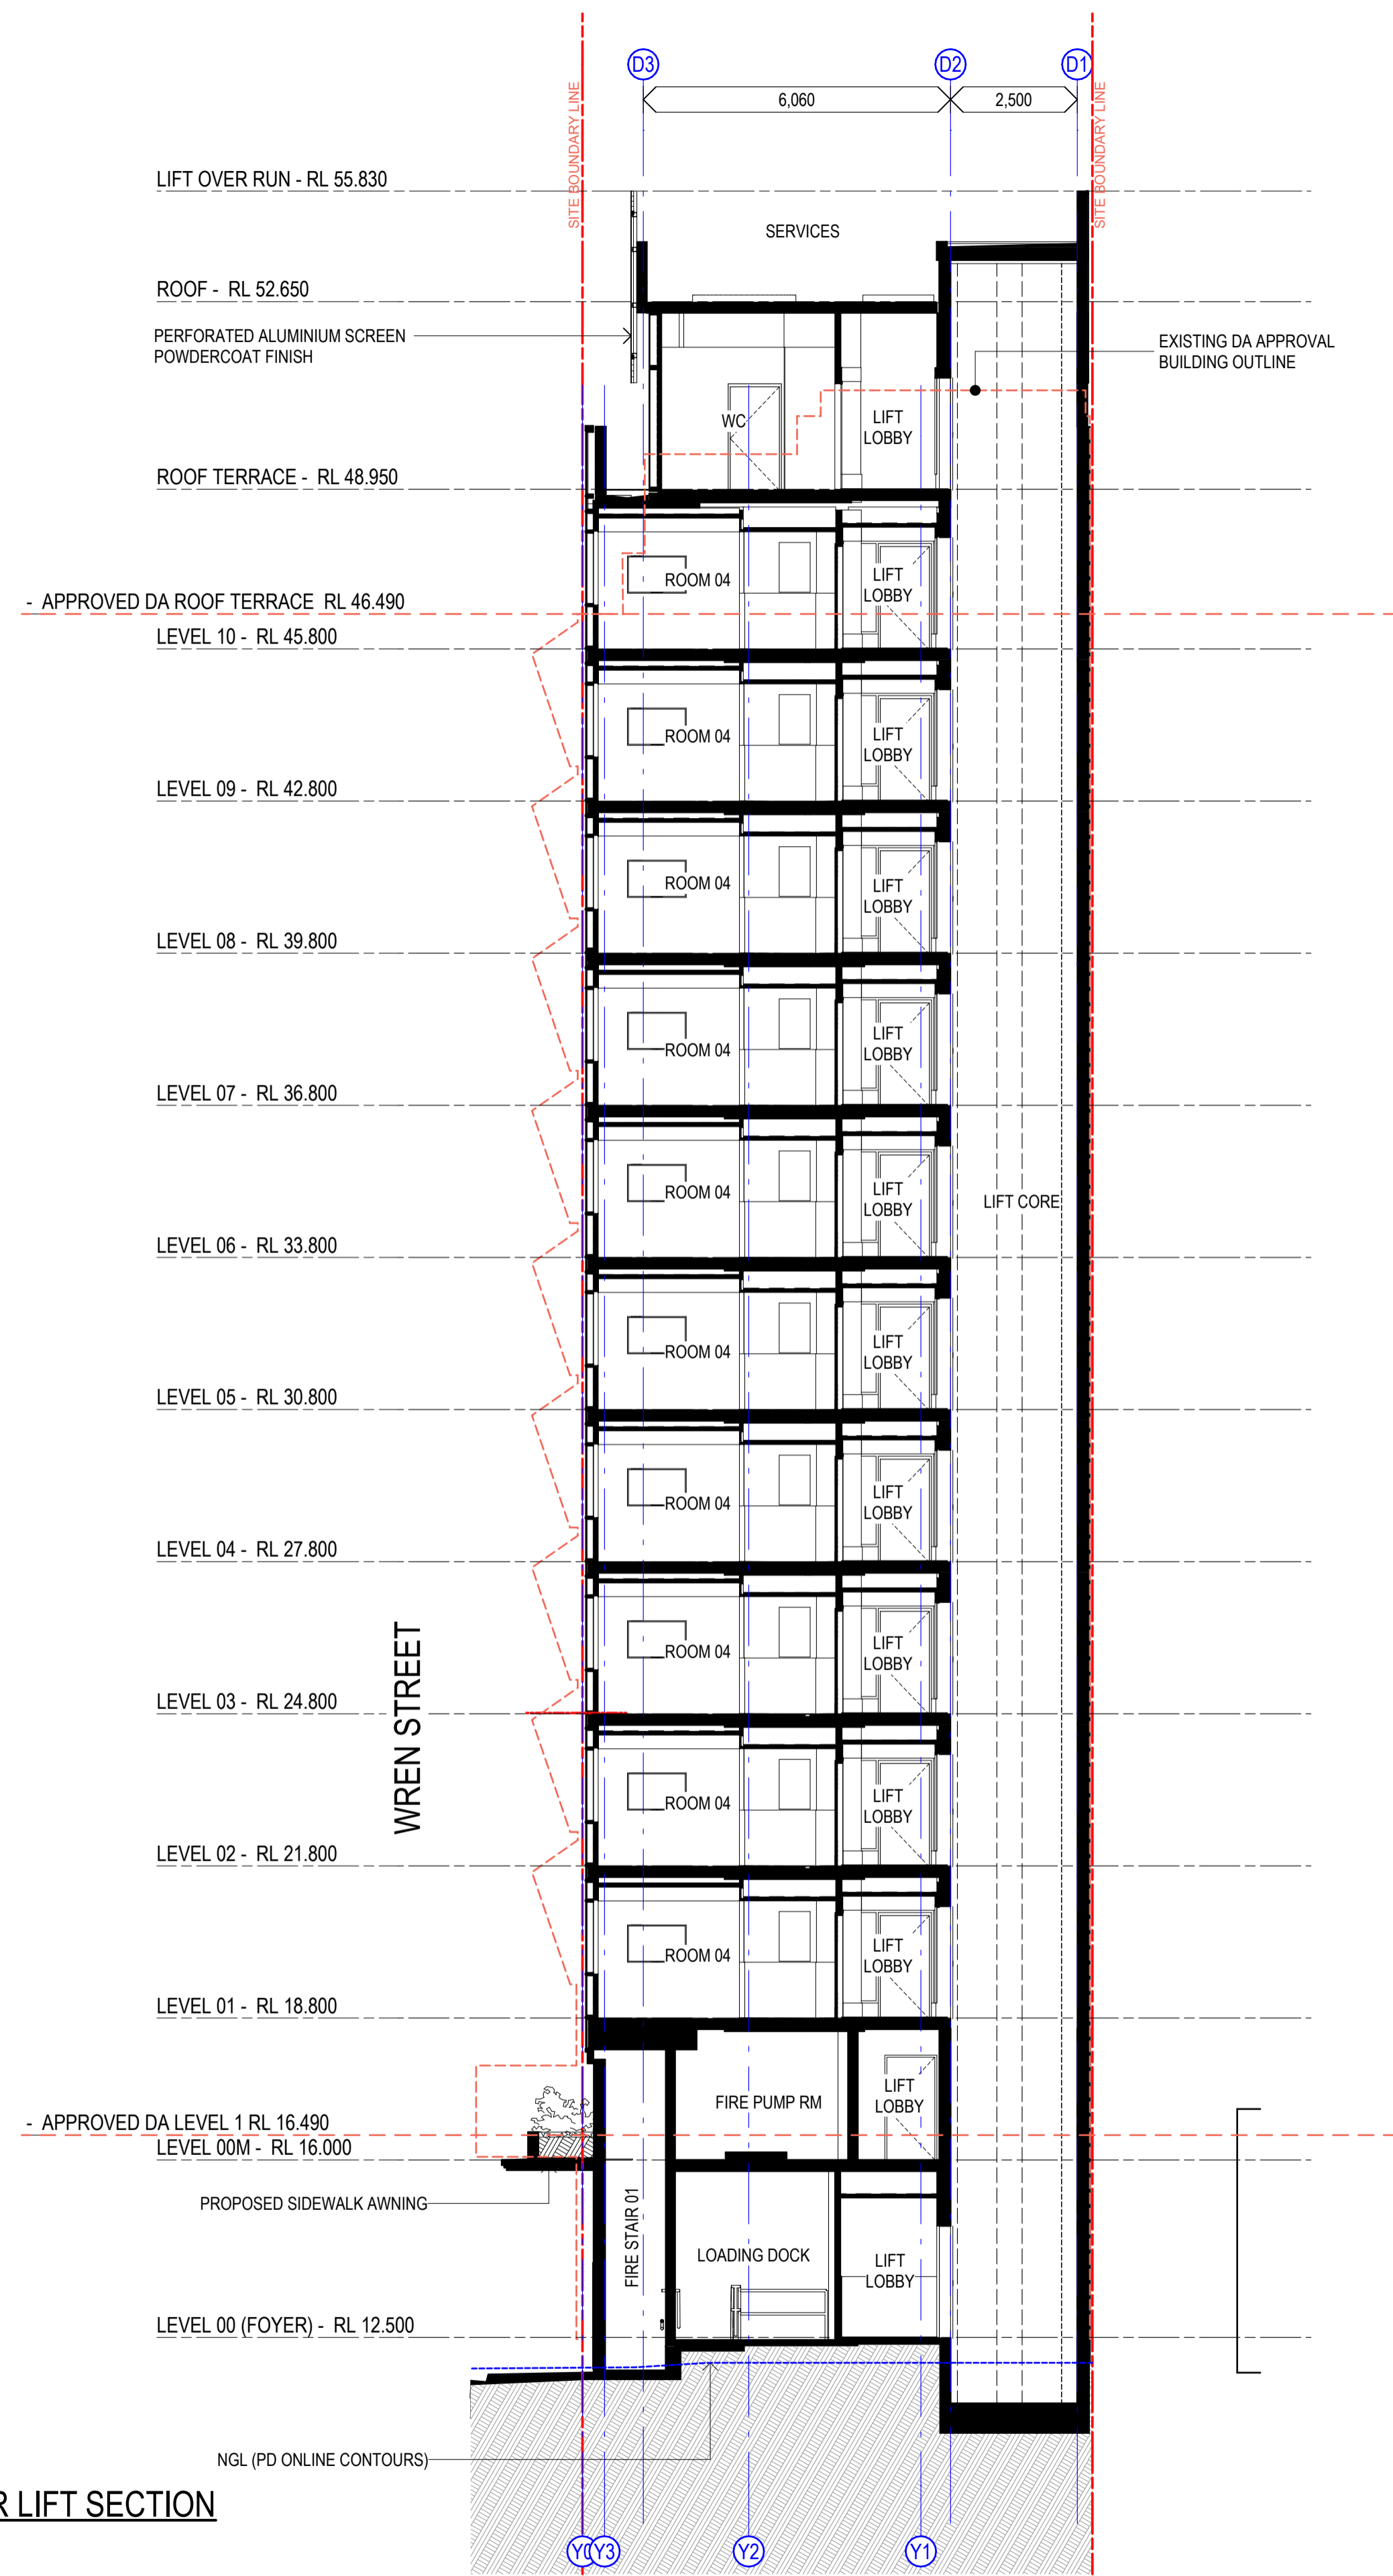 D3
D2
D1
6,060
2,500
SITE BOUNDARY LINE
SITE BOUNDARY LINE
LIFT OVER RUN - RL 55.830
SERVICES
ROOF - RL 52.650
PERFORATED ALUMINIUM SCREEN
POWDERCOAT FINISH
EXISTING DA APPROVAL
BUILDING OUTLINE
WC
LIFT
LOBBY
ROOF TERRACE - RL 48.950
ROOM 04
LIFT
LOBBY
- APPROVED DA ROOF TERRACE RL 46.490
LEVEL 10 - RL 45.800
ROOM 04
LIFT
LOBBY
LEVEL 09 - RL 42.800
ROOM 04
LIFT
LOBBY
LEVEL 08 - RL 39.800
ROOM 04
LIFT
LOBBY
LEVEL 07 - RL 36.800
ROOM 04
LIFT
LOBBY
LIFT CORE
LEVEL 06 - RL 33.800
ROOM 04
LIFT
LOBBY
LEVEL 05 - RL 30.800
ROOM 04
LIFT
LOBBY
LEVEL 04 - RL 27.800
WREN STREET
ROOM 04
LIFT
LOBBY
LEVEL 03 - RL 24.800
ROOM 04
LIFT
LOBBY
LEVEL 02 - RL 21.800
ROOM 04
LIFT
LOBBY
LEVEL 01 - RL 18.800
FIRE PUMP RM
LIFT
LOBBY
- APPROVED DA LEVEL 1 RL 16.490
LEVEL 00M - RL 16.000
PROPOSED SIDEWALK AWNING
FIRE STAIR 01
LOADING DOCK
LIFT
LOBBY
LEVEL 00 (FOYER) - RL 12.500
NGL (PD ONLINE CONTOURS)
R LIFT SECTION
Y0
Y3
Y2
Y1